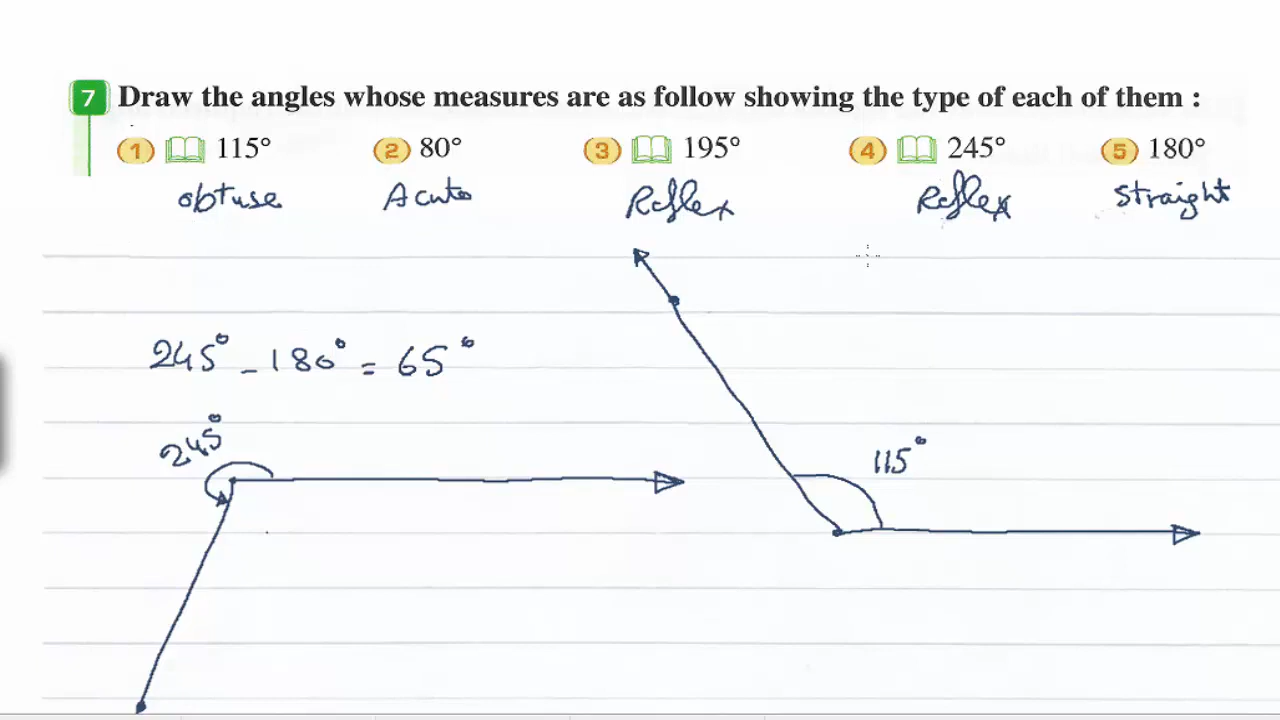 7 Draw the angles whose measures are as follow showing the type of each of them :
1 115° 2 80° 3 195° 4 245° 5 180°
obtuse Acute Reflex Reflex Straight
245° - 180° = 65°
245°
115°